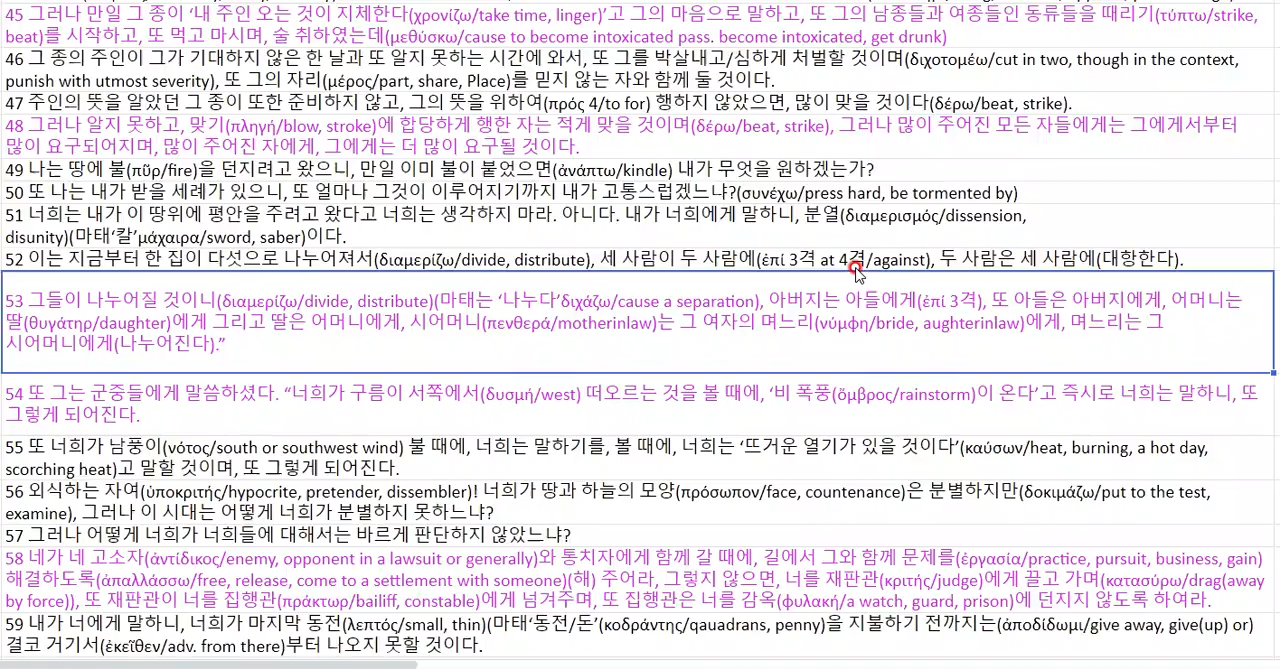 45 그러나 만일 그 종이 ‘내 주인 오는 것이 지체한다(χρονίζω/take time, linger)’고 그의 마음으로 말하고, 또 그의 남종들과 여종들인 동류들을 때리기(τύπτω/strike,
beat)를 시작하고, 또 먹고 마시며, 술 취하였는데(μεθύσκω/cause to become intoxicated pass. become intoxicated, get drunk)
46 그 종의 주인이 그가 기대하지 않은 한 날과 또 알지 못하는 시간에 와서, 또 그를 박살내고/심하게 처벌할 것이며(διχοτομέω/cut in two, though in the context,
punish with utmost severity), 또 그의 자리(μέρος/part, share, Place)를 믿지 않는 자와 함께 둘 것이다.
47 주인의 뜻을 알았던 그 종이 또한 준비하지 않고, 그의 뜻을 위하여(πρός 4/to for) 행하지 않았으면, 많이 맞을 것이다(δέρω/beat, strike).
48 그러나 알지 못하고, 맞기(πληγή/blow, stroke)에 합당하게 행한 자는 적게 맞을 것이며(δέρω/beat, strike), 그러나 많이 주어진 모든 자들에게는 그에게서부터
많이 요구되어지며, 많이 주어진 자에게, 그에게는 더 많이 요구될 것이다.
49 나는 땅에 불(πῦρ/fire)을 던지려고 왔으니, 만일 이미 불이 붙었으면(ἀνάπτω/kindle) 내가 무엇을 원하겠는가?
50 또 나는 내가 받을 세례가 있으니, 또 얼마나 그것이 이루어지기까지 내가 고통스럽겠느냐?(συνέχω/press hard, be tormented by)
51 너희는 내가 이 땅위에 평안을 주려고 왔다고 너희는 생각하지 마라. 아니다. 내가 너희에게 말하니, 분열(διαμερισμός/dissension,
disunity)(마태‘칼’μάχαιρα/sword, saber)이다.
52 이는 지금부터 한 집이 다섯으로 나누어져서(διαμερίζω/divide, distribute), 세 사람이 두 사람에(ἐπί 3격 at 4격/against), 두 사람은 세 사람에(대항한다).
53 그들이 나누어질 것이니(διαμερίζω/divide, distribute)(마태는 ‘나누다’διχάζω/cause a separation), 아버지는 아들에게(ἐπί 3격), 또 아들은 아버지에게, 어머니는
딸(θυγάτηρ/daughter)에게 그리고 딸은 어머니에게, 시어머니(πενθερά/motherinlaw)는 그 여자의 며느리(νύμφη/bride, aughterinlaw)에게, 며느리는 그
시어머니에게(나누어진다).”
54 또 그는 군중들에게 말씀하셨다. “너희가 구름이 서쪽에서(δυσμή/west) 떠오르는 것을 볼 때에, ‘비 폭풍(ὄμβρος/rainstorm)이 온다’고 즉시로 너희는 말하니, 또
그렇게 되어진다.
55 또 너희가 남풍이(νότος/south or southwest wind) 불 때에, 너희는 말하기를, 볼 때에, 너희는 ‘뜨거운 열기가 있을 것이다’(καύσων/heat, burning, a hot day,
scorching heat)고 말할 것이며, 또 그렇게 되어진다.
56 외식하는 자여(ὑποκριτής/hypocrite, pretender, dissembler)! 너희가 땅과 하늘의 모양(πρόσωπον/face, countenance)은 분별하지만(δοκιμάζω/put to the test,
examine), 그러나 이 시대는 어떻게 너희가 분별하지 못하느냐?
57 그러나 어떻게 너희가 너희들에 대해서는 바르게 판단하지 않았느냐?
58 네가 네 고소자(ἀντίδικος/enemy, opponent in a lawsuit or generally)와 통치자에게 함께 갈 때에, 길에서 그와 함께 문제를(ἐργασία/practice, pursuit, business, gain)
해결하도록(ἀπαλλάσσω/free, release, come to a settlement with someone)(해) 주어라, 그렇지 않으면, 너를 재판관(κριτής/judge)에게 끌고 가며(κατασύρω/drag(away
by force)), 또 재판관이 너를 집행관(πράκτωρ/bailiff, constable)에게 넘겨주며, 또 집행관은 너를 감옥(φυλακή/a watch, guard, prison)에 던지지 않도록 하여라.
59 내가 너에게 말하니, 너희가 마지막 동전(λεπτός/small, thin)(마태‘동전/돈’(κοδράντης/qauadrans, penny)을 지불하기 전까지는(ἀποδίδωμι/give away, give(up) or)
결코 거기서(ἐκεῖθεν/adv. from there)부터 나오지 못할 것이다.